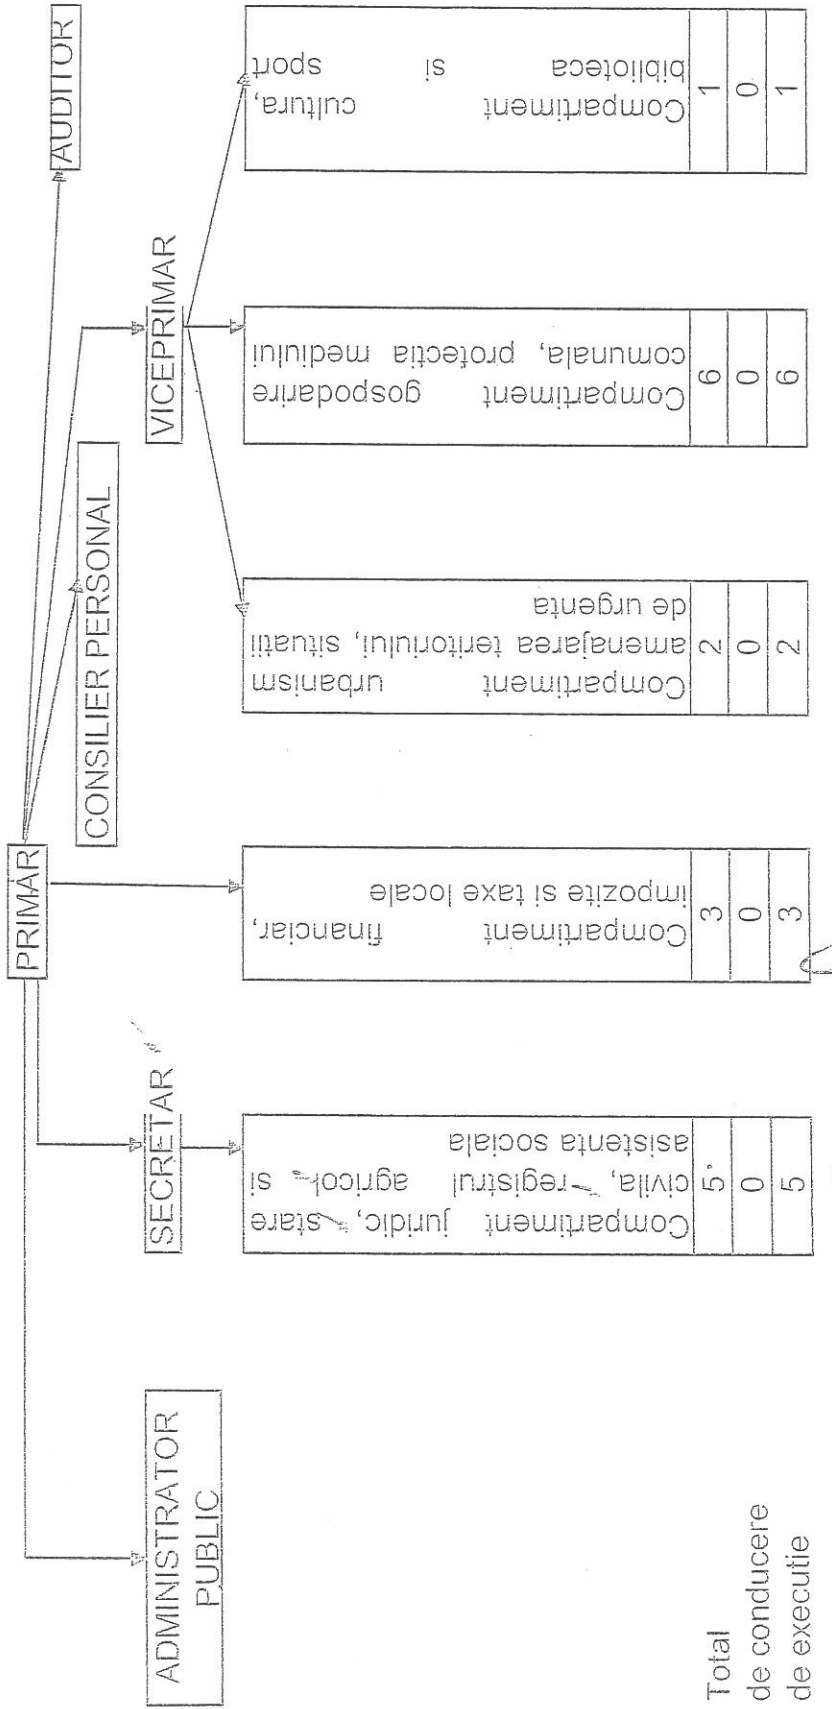 PRIMAR
AUDITOR
CONSILIER PERSONAL
ADMINISTRATOR
PUBLIC
SECRETAR
VICEPRIMAR
Compartiment juridic, stare
civila, registrul agricol si
asistenta sociala
5
0
5
Compartiment financiar,
impozite si taxe locale
3
0
3
Compartiment urbanism
amenajarea teritoriului, situatii
de urgenta
2
0
2
Compartiment gospodarire
comunala, protectia mediului
6
0
6
Compartiment cultura,
biblioteca si sport
1
0
1
Total
de conducere
de executie